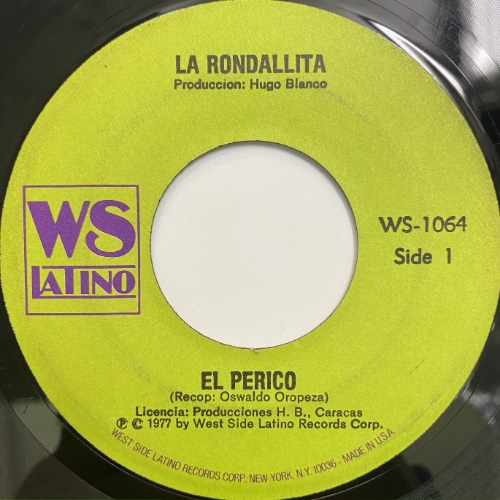 LA RONDALLITA
Produccion: Hugo Blanco
WS
LATINO
WS-1064
Side 1
EL PERICO
(Recop: Oswaldo Oropeza)
Licencia: Producciones H. B., Caracas
℗ © 1977 by West Side Latino Records Corp.
WEST SIDE LATINO RECORDS CORP. NEW YORK, N.Y. 10036 - MADE IN U.S.A.